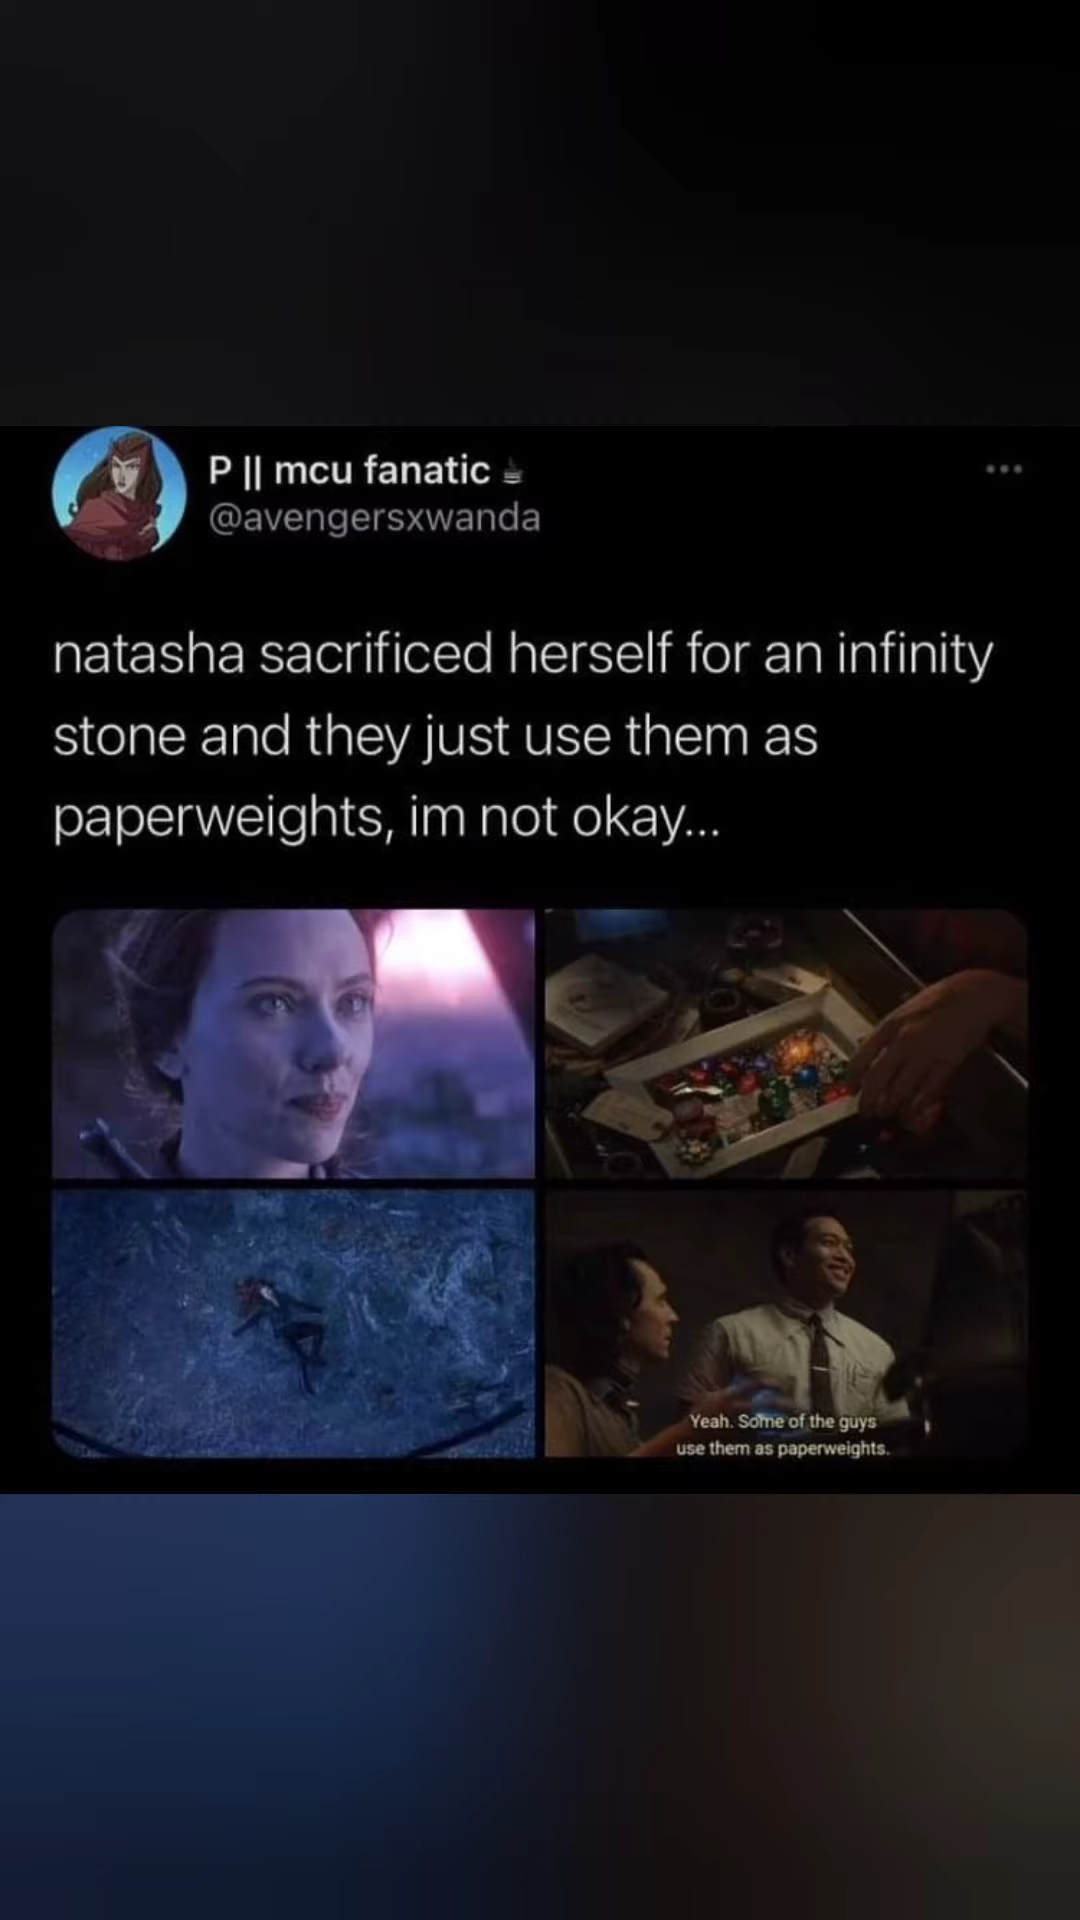 P || mcu fanatic ☕
@avengersxwanda
natasha sacrificed herself for an infinity
stone and they just use them as
paperweights, im not okay...
Yeah. Some of the guys
use them as paperweights.